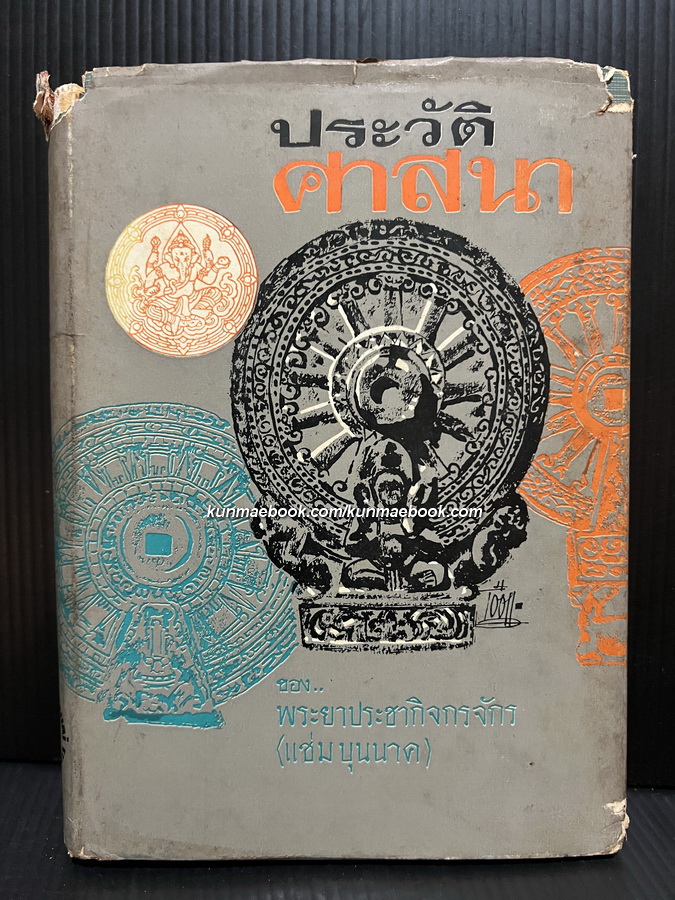 ประวัติ
ศาสนา
kunmaebook.com/kunmaebook.com/kunmaebook.com
ของ..
พระยาประชากิจกรจักร
(แช่ม บุนนาค)